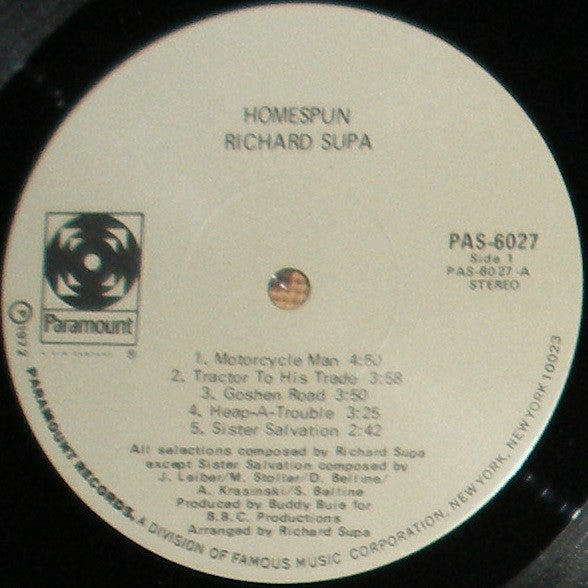 HOMESPUN
RICHARD SUPA
PAS-6027
Side 1
PAS-6027-A
STEREO
Paramount
®
℗1972
1. Motorcycle Man 4:50
2. Tractor To His Trade 3:58
3. Goshen Road 3:50
4. Heap-A-Trouble 3:25
5. Sister Salvation 2:42
All selections composed by Richard Supa
except Sister Salvation composed by
J. Leiber/M. Stoller/D. Beltine/
A. Krasinski/S. Beltine
Produced by Buddy Buie for
B.B.C. Productions
Arranged by Richard Supa
PARAMOUNT RECORDS, A DIVISION OF FAMOUS MUSIC CORPORATION, NEW YORK, NEW YORK 10023